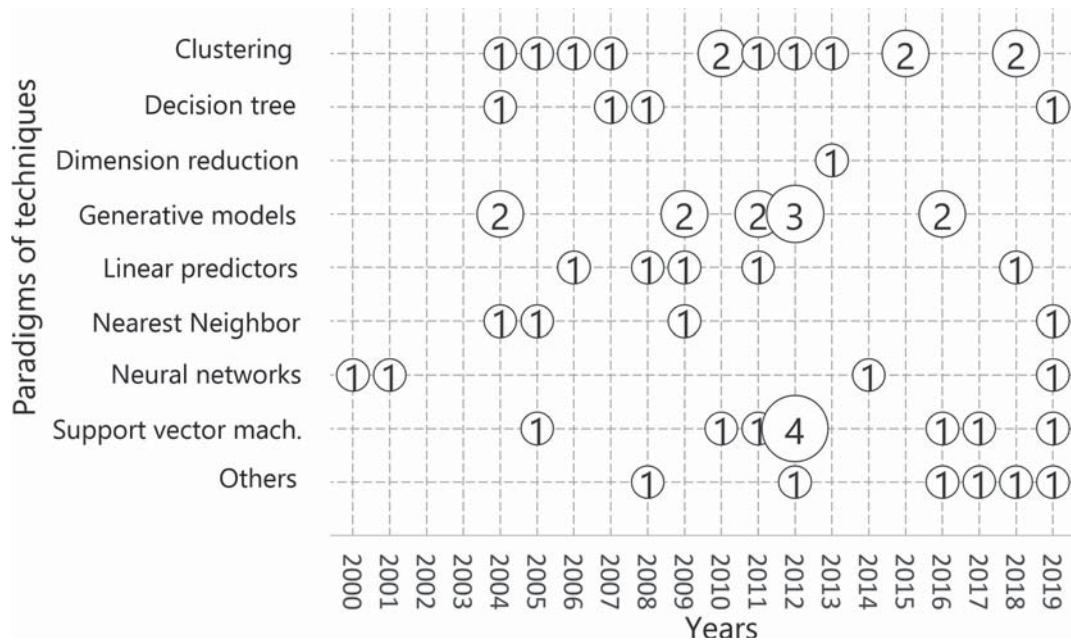 Paradigms of techniques
Clustering 1 1 1 1 2 1 1 1 2 2
Decision tree 1 1 1 1
Dimension reduction 1
Generative models 2 2 2 3 2
Linear predictors 1 1 1 1 1
Nearest Neighbor 1 1 1 1
Neural networks 1 1 1 1
Support vector mach. 1 1 1 4 1 1 1
Others 1 1 1 1 1 1
2000 2001 2002 2003 2004 2005 2006 2007 2008 2009 2010 2011 2012 2013 2014 2015 2016 2017 2018 2019
Years